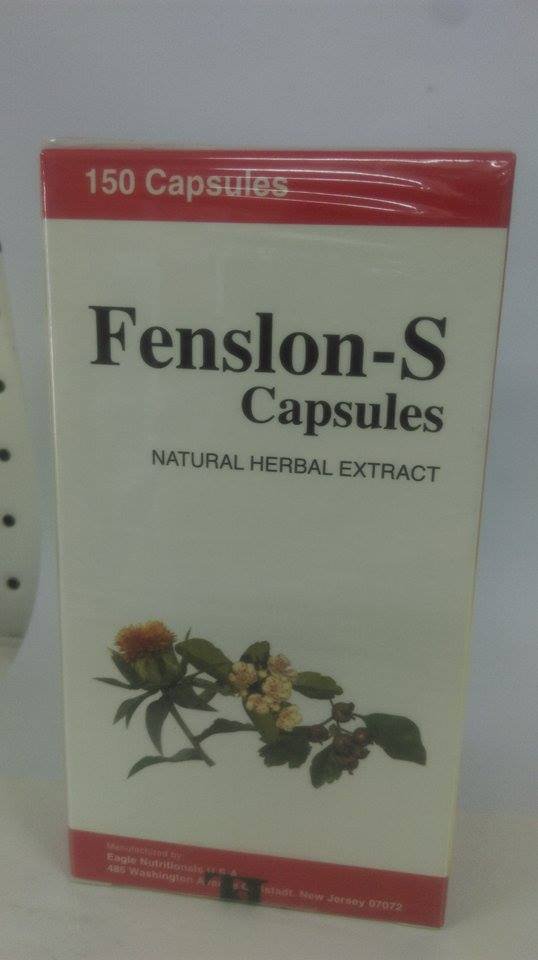 150 Capsules
Fenslon-S
Capsules
NATURAL HERBAL EXTRACT
Manufactured by:
Eagle Nutritionals U.S.A.
485 Washington New Jersey 07072